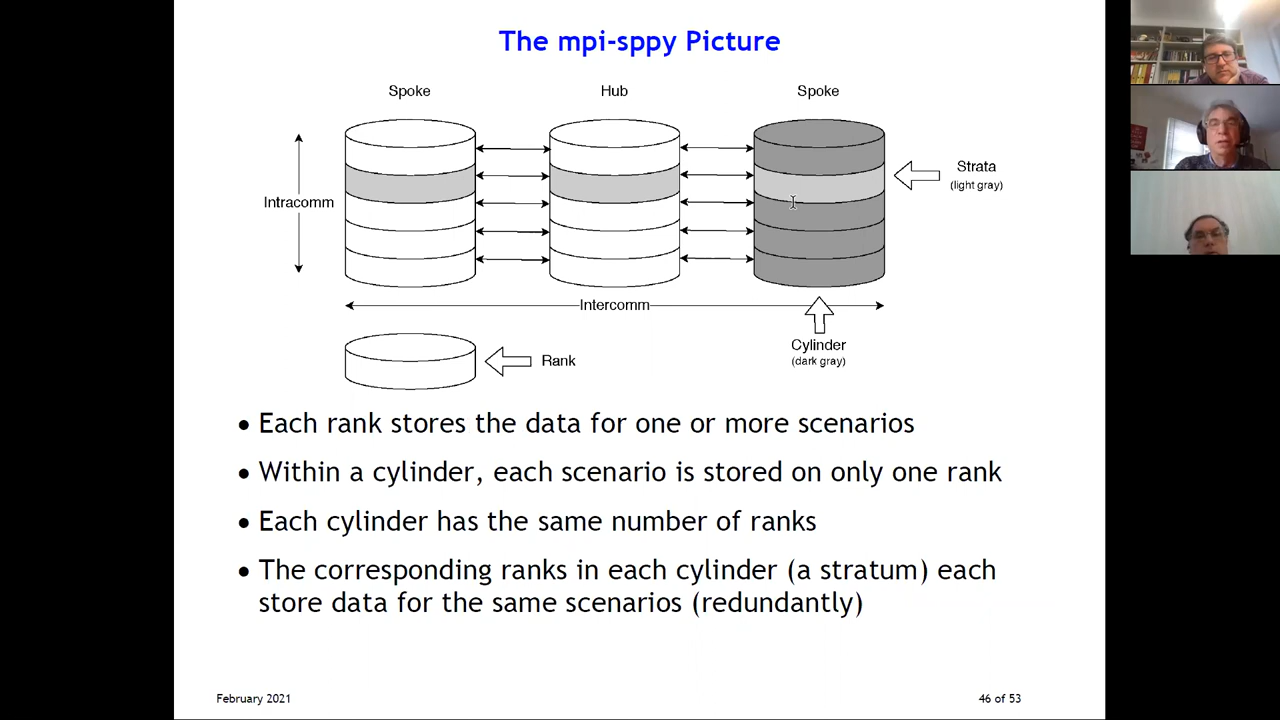 The mpi-sppy Picture
Spoke
Hub
Spoke
Intracomm
Strata
(light gray)
Intercomm
Cylinder
(dark gray)
Rank
• Each rank stores the data for one or more scenarios
• Within a cylinder, each scenario is stored on only one rank
• Each cylinder has the same number of ranks
• The corresponding ranks in each cylinder (a stratum) each
store data for the same scenarios (redundantly)
February 2021
46 of 53